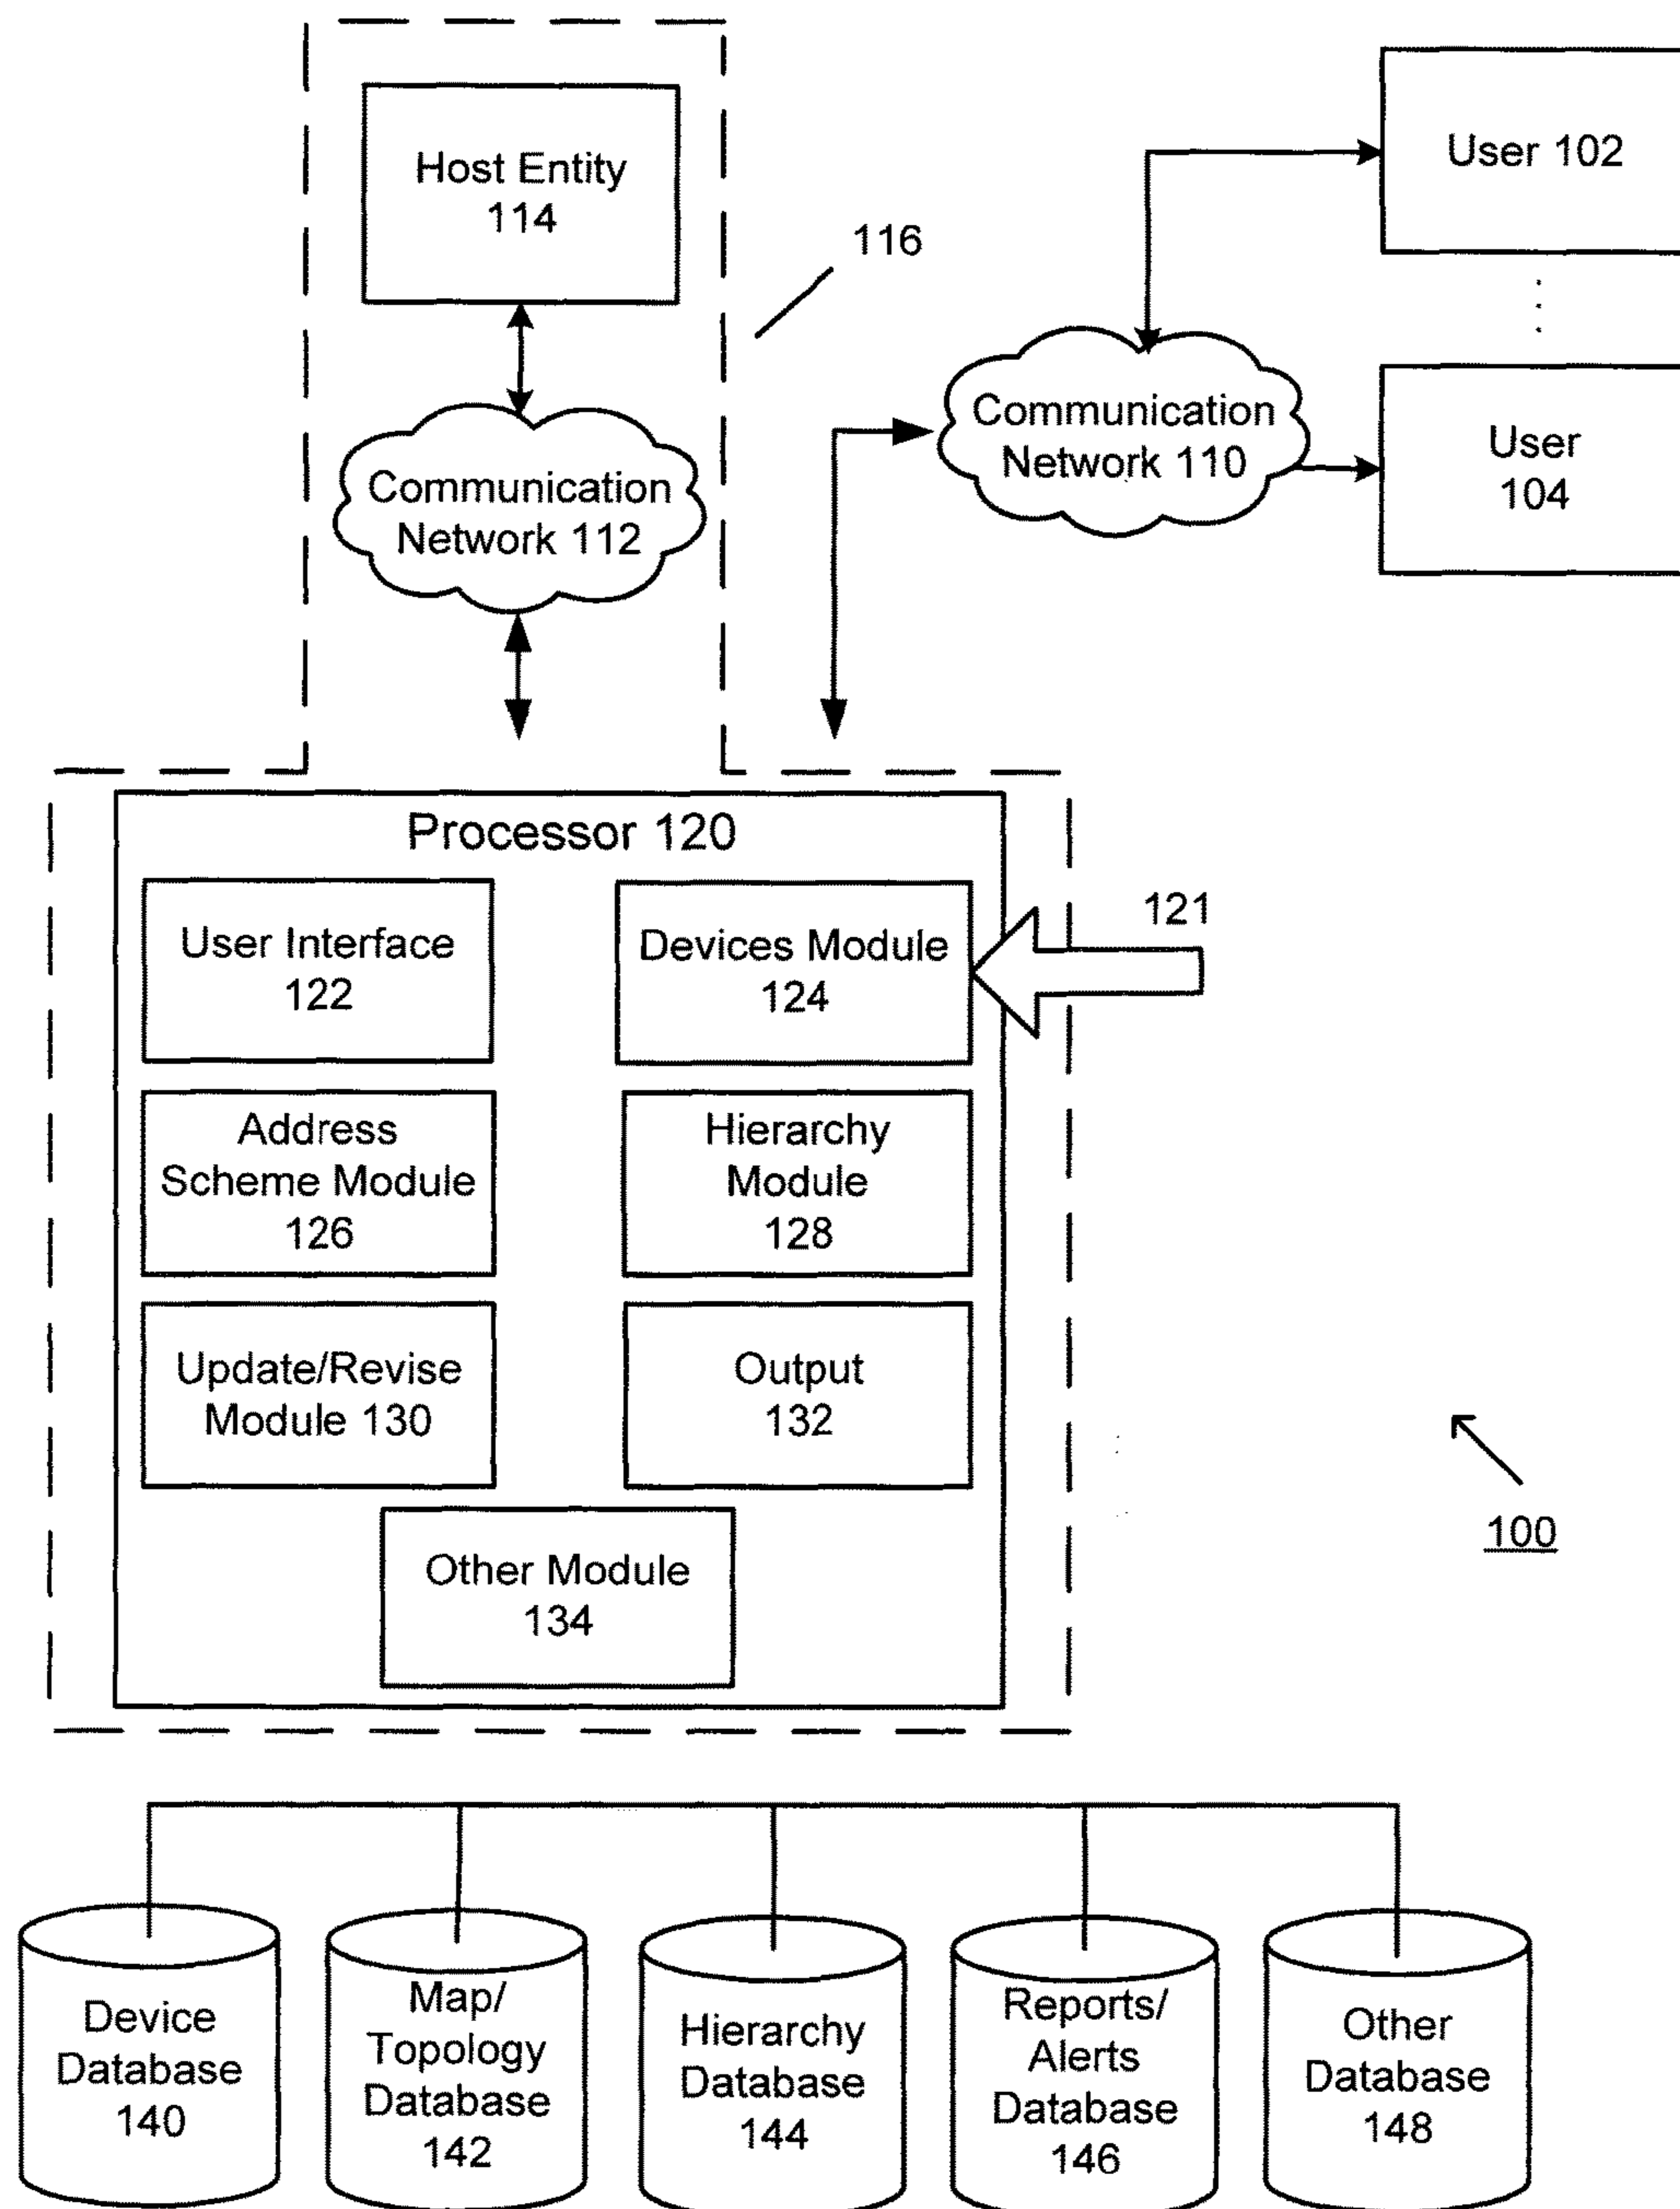 Host Entity
114
116
User 102
Communication
Network 110
User
104
Communication
Network 112
Processor 120
User Interface
122
Devices Module
124
121
Address
Scheme Module
126
Hierarchy
Module
128
Update/Revise
Module 130
Output
132
Other Module
134
100
Device
Database
140
Map/
Topology
Database
142
Hierarchy
Database
144
Reports/
Alerts
Database
146
Other
Database
148